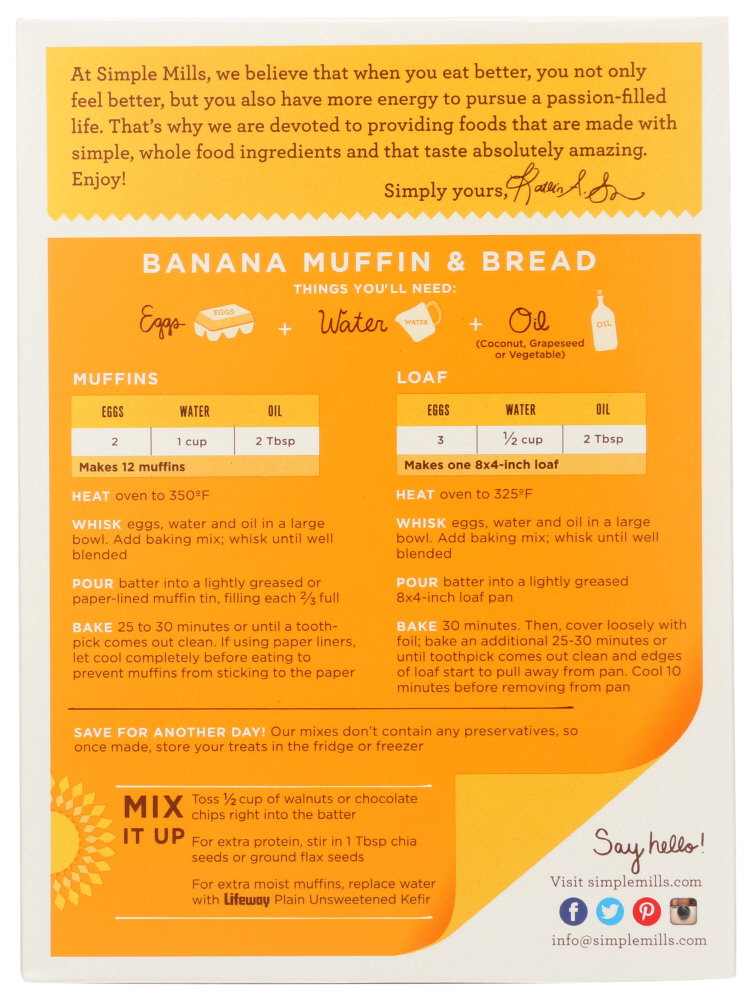 At Simple Mills, we believe that when you eat better, you not only
feel better, but you also have more energy to pursue a passion-filled
life. That's why we are devoted to providing foods that are made with
simple, whole food ingredients and that taste absolutely amazing.
Enjoy!
Simply yours,
BANANA MUFFIN & BREAD
THINGS YOU'LL NEED:
Eggs EGGS + Water WATER + Oil OIL
(Coconut, Grapeseed
or Vegetable)
MUFFINS
EGGS WATER OIL
2 1 cup 2 Tbsp
Makes 12 muffins
HEAT oven to 350ºF
WHISK eggs, water and oil in a large
bowl. Add baking mix; whisk until well
blended
POUR batter into a lightly greased or
paper-lined muffin tin, filling each 2/3 full
BAKE 25 to 30 minutes or until a tooth-
pick comes out clean. If using paper liners,
let cool completely before eating to
prevent muffins from sticking to the paper
LOAF
EGGS WATER OIL
3 1/2 cup 2 Tbsp
Makes one 8x4-inch loaf
HEAT oven to 325ºF
WHISK eggs, water and oil in a large
bowl. Add baking mix; whisk until well
blended
POUR batter into a lightly greased
8x4-inch loaf pan
BAKE 30 minutes. Then, cover loosely with
foil; bake an additional 25-30 minutes or
until toothpick comes out clean and edges
of loaf start to pull away from pan. Cool 10
minutes before removing from pan
SAVE FOR ANOTHER DAY! Our mixes don't contain any preservatives, so
once made, store your treats in the fridge or freezer
MIX
IT UP
Toss 1/2 cup of walnuts or chocolate
chips right into the batter
For extra protein, stir in 1 Tbsp chia
seeds or ground flax seeds
For extra moist muffins, replace water
with Lifeway Plain Unsweetened Kefir
Say hello!
Visit simplemills.com
info@simplemills.com